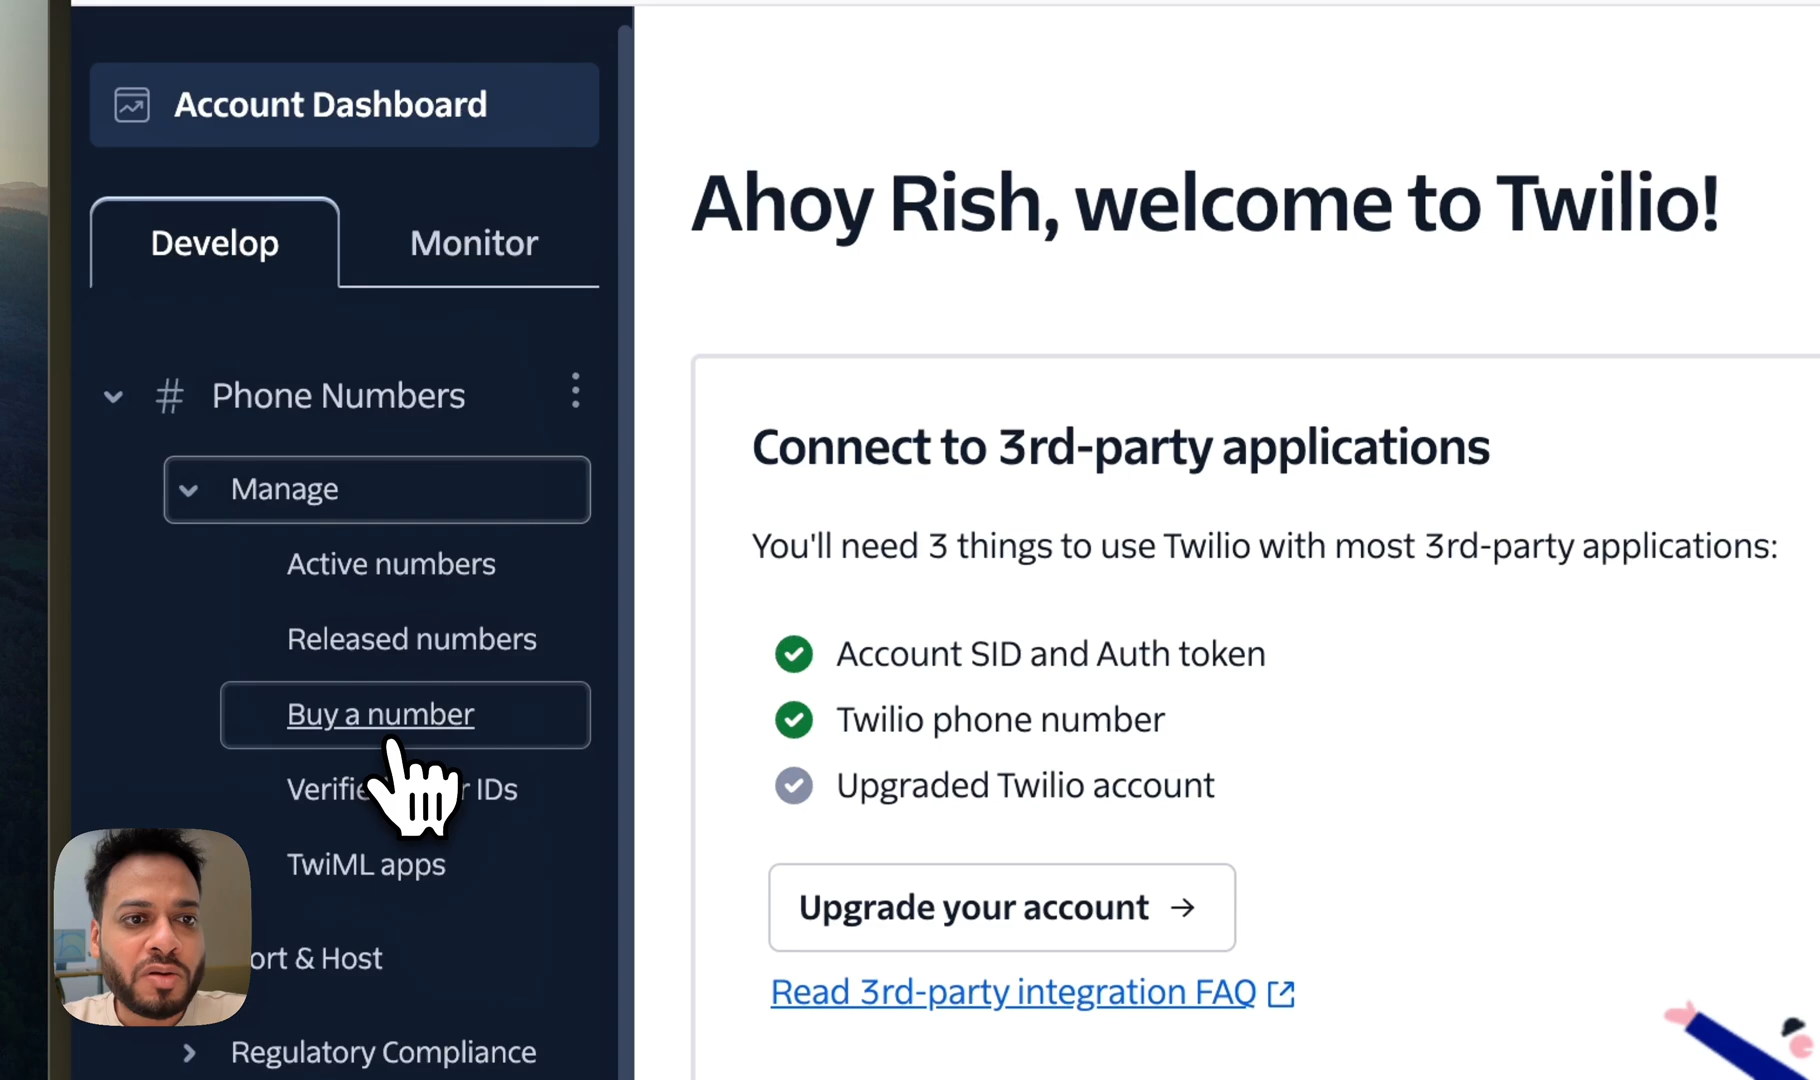 Account Dashboard
Develop
Monitor
Phone Numbers
Manage
Active numbers
Released numbers
Buy a number
IDs
TwiML apps
& Host
Regulatory Compliance
Ahoy Rish, welcome to Twilio!
Connect to 3rd-party applications
You'll need 3 things to use Twilio with most 3rd-party applications:
Account SID and Auth token
Twilio phone number
Upgraded Twilio account
Upgrade your account →
Read 3rd-party integration FAQ